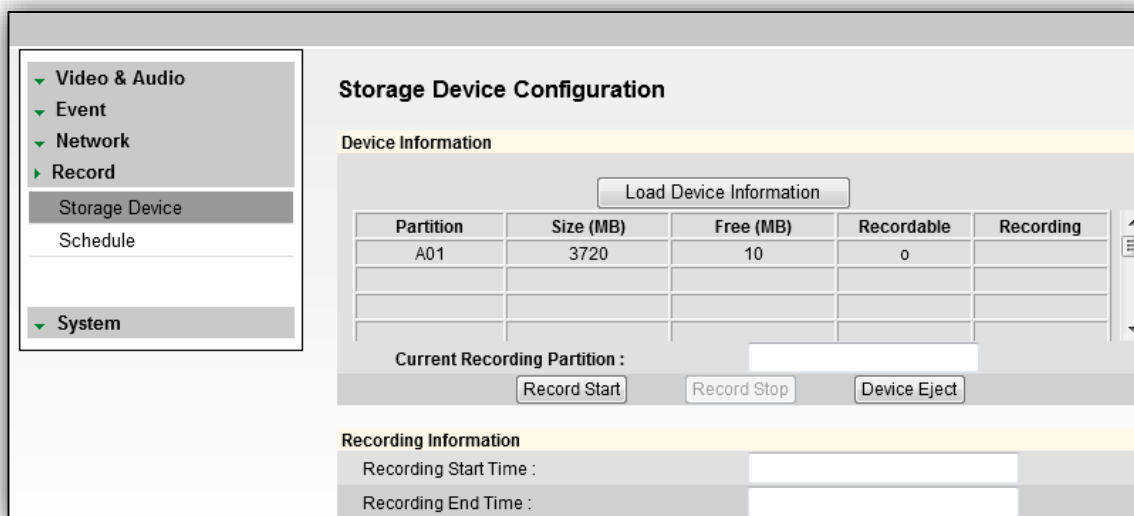 Video & Audio
Event
Network
Record
Storage Device
Schedule
System
Storage Device Configuration
Device Information
Load Device Information
Partition Size (MB) Free (MB) Recordable Recording
A01 3720 10 o
Current Recording Partition :
Record Start Record Stop Device Eject
Recording Information
Recording Start Time :
Recording End Time :